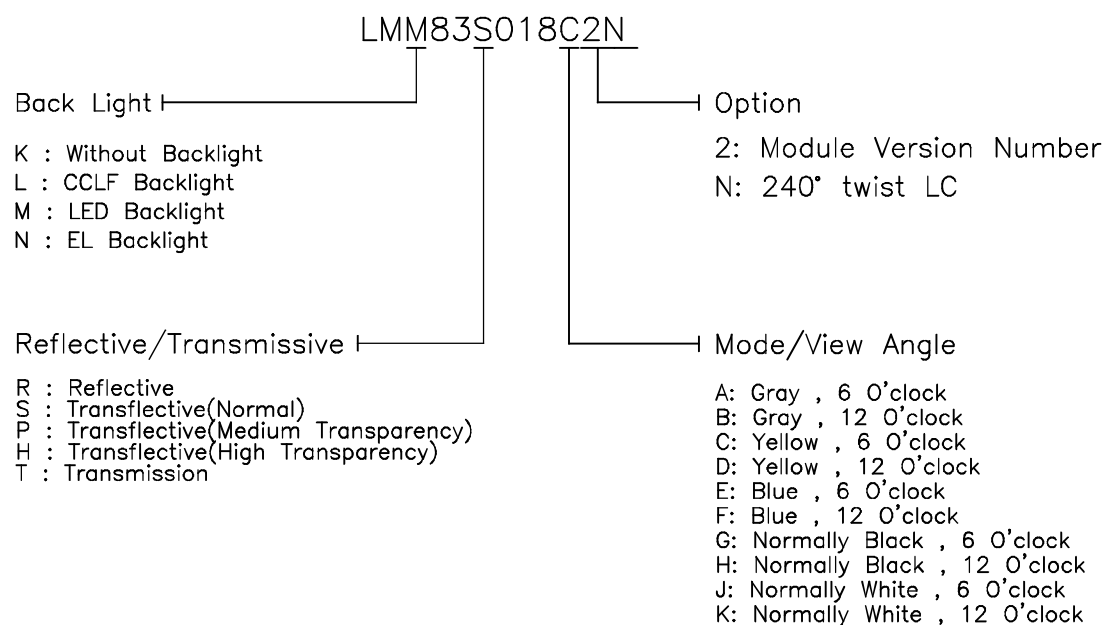 LMM83S018C2N
Back Light
K : Without Backlight
L : CCLF Backlight
M : LED Backlight
N : EL Backlight
Option
2: Module Version Number
N: 240° twist LC
Reflective/Transmissive
R : Reflective
S : Transflective(Normal)
P : Transflective(Medium Transparency)
H : Transflective(High Transparency)
T : Transmission
Mode/View Angle
A: Gray , 6 O'clock
B: Gray , 12 O'clock
C: Yellow , 6 O'clock
D: Yellow , 12 O'clock
E: Blue , 6 O'clock
F: Blue , 12 O'clock
G: Normally Black , 6 O'clock
H: Normally Black , 12 O'clock
J: Normally White , 6 O'clock
K: Normally White , 12 O'clock